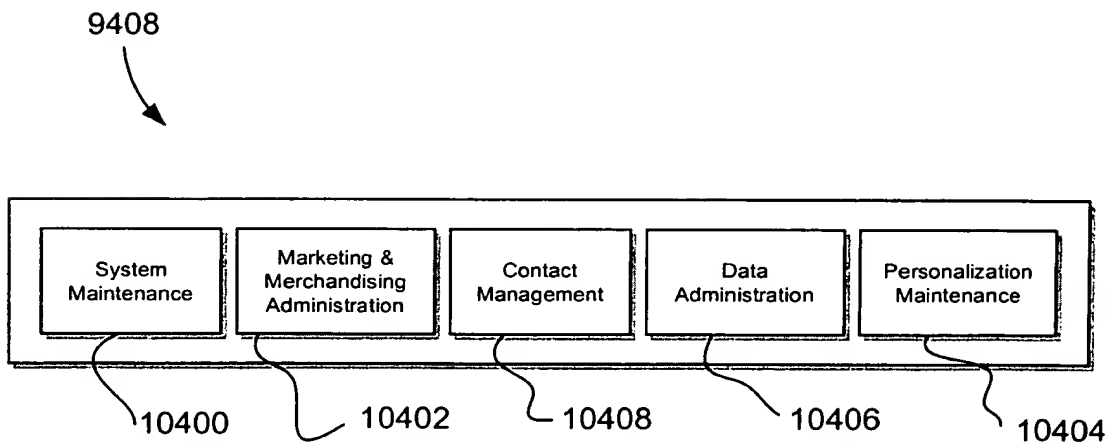 9408
System
Maintenance
Marketing &
Merchandising
Administration
Contact
Management
Data
Administration
Personalization
Maintenance
10400
10402
10408
10406
10404